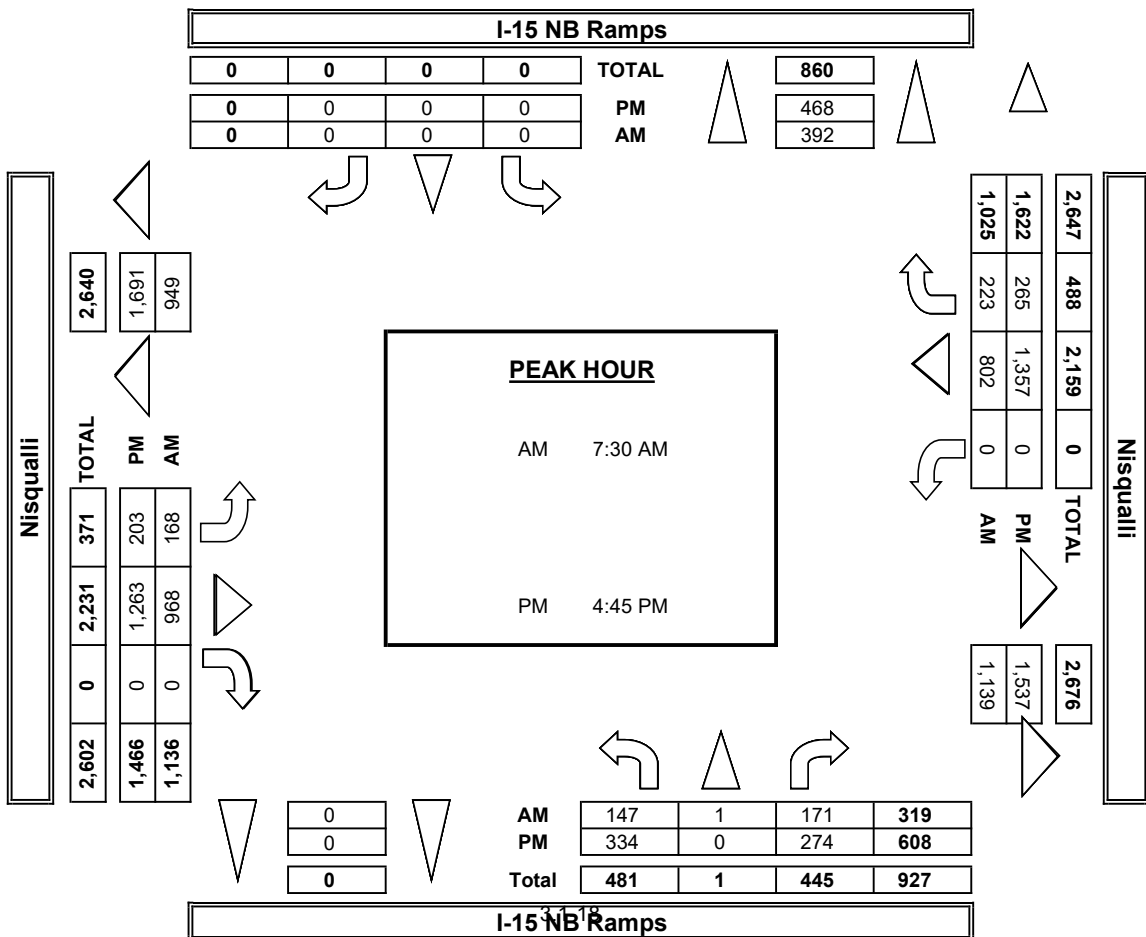 I-15 NB Ramps
0 0 0 0 TOTAL 860
0 0 0 0 PM 468
0 0 0 0 AM 392
Nisqualli
2,640
1,691
949
TOTAL 371 2,231 0 2,602
PM 203 1,263 0 1,466
AM 168 968 0 1,136
PEAK HOUR
AM 7:30 AM
PM 4:45 PM
2,647 488 2,159 0 TOTAL
1,622 265 1,357 0 PM
1,025 223 802 0 AM
2,676
1,537
1,139
Nisqualli
0 AM 147 1 171 319
0 PM 334 0 274 608
0 Total 481 1 445 927
I-15 NB Ramps
3-1-18